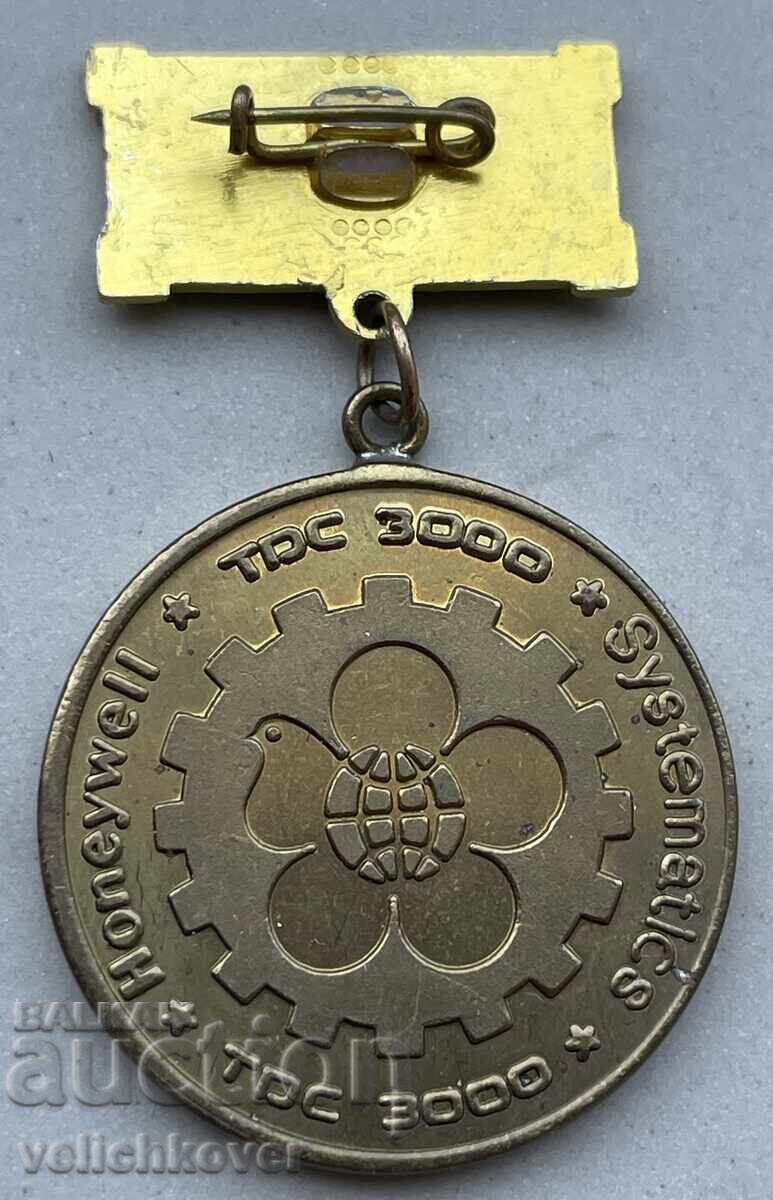 TDC 3000
Honeywell
Systematics
TDC 3000
BALKAN
auction
velichkover